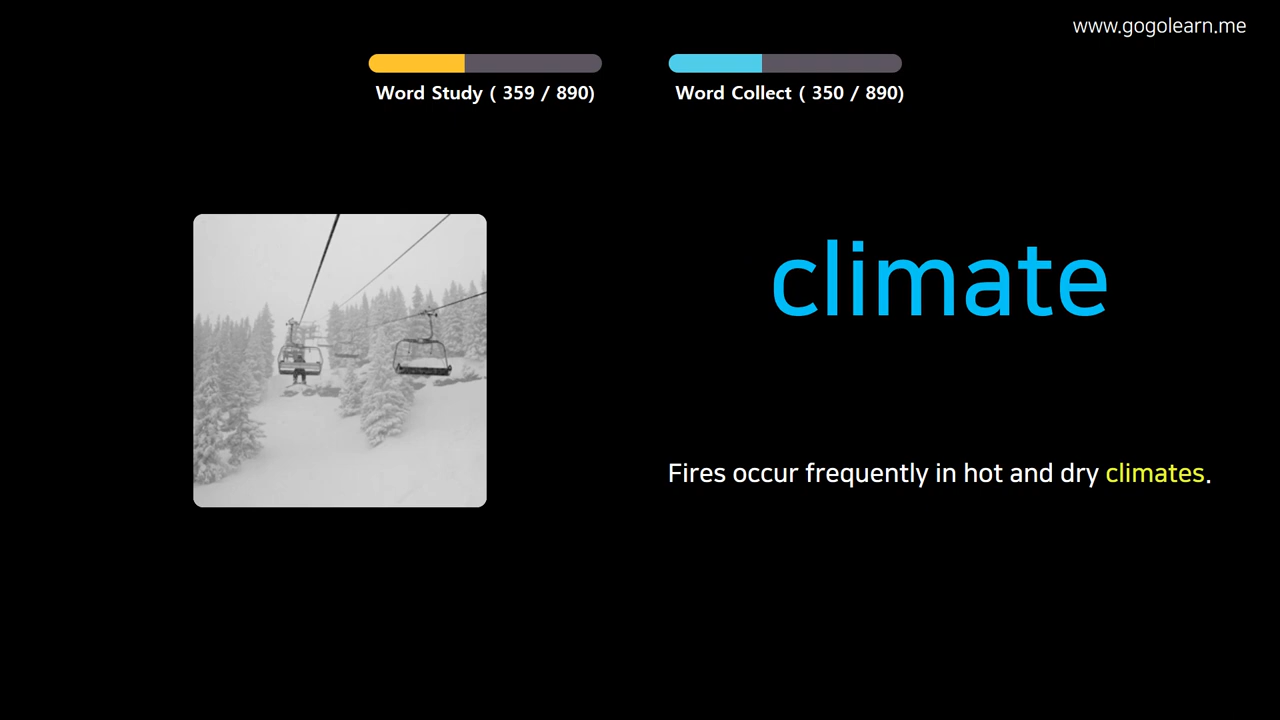 www.gogolearn.me
Word Study ( 359 / 890)
Word Collect ( 350 / 890)
climate
Fires occur frequently in hot and dry climates.